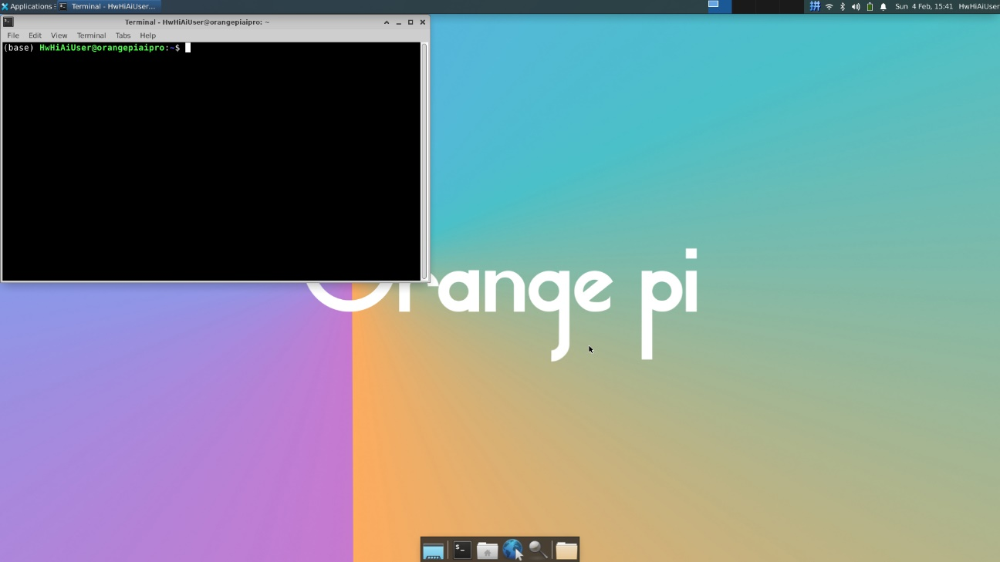 Applications
Terminal - HwHiAiUser...
Sun 4 Feb, 15:41
HwHiAiUser
Terminal - HwHiAiUser@orangepiaipro: ~
File Edit View Terminal Tabs Help
(base) HwHiAiUser@orangepiaipro:~$
Orange pi
$_